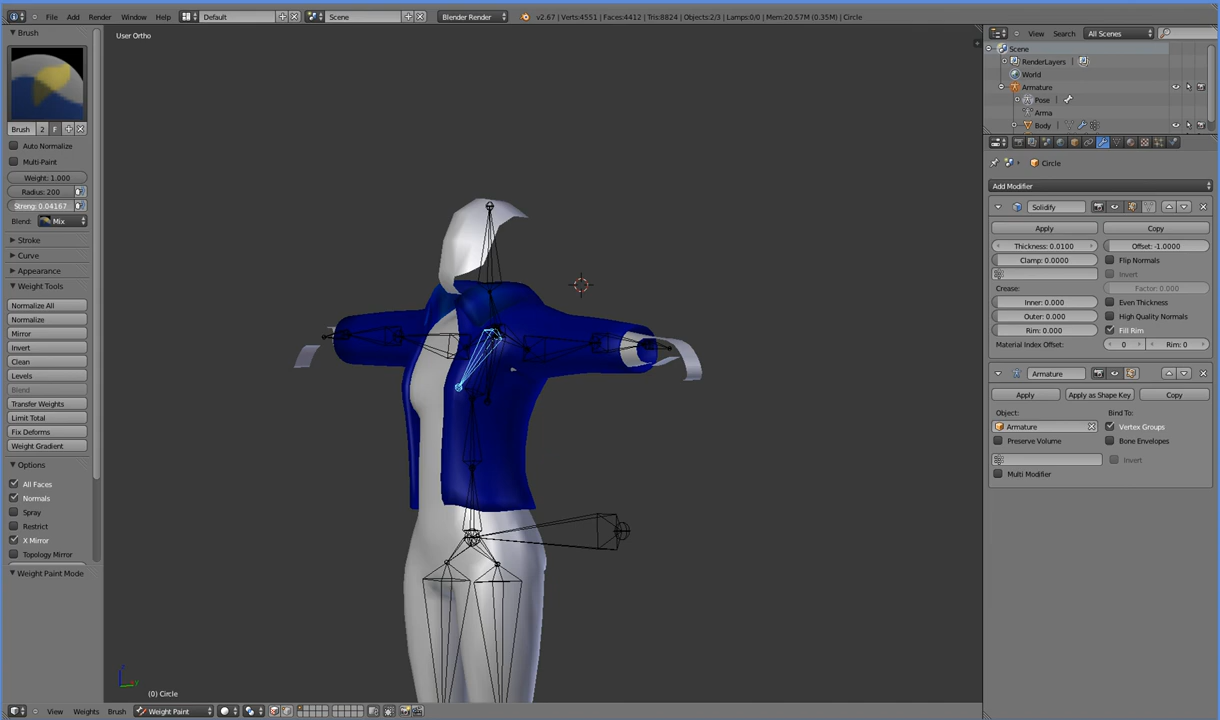 File Add Render Window Help Default Scene Blender Render v2.67 | Verts:4551 | Faces:4412 | Tris:8824 | Objects:2/3 | Lamps:0/0 | Mem:20.57M (0.35M) | Circle
Brush
User Ortho
Brush 2 F
Auto Normalize
Multi-Paint
Weight: 1.000
Radius: 200
Streng: 0.04167
Blend: Mix
Stroke
Curve
Appearance
Weight Tools
Normalize All
Normalize
Mirror
Invert
Clean
Levels
Blend
Transfer Weights
Limit Total
Fix Deforms
Weight Gradient
Options
All Faces
Normals
Spray
Restrict
X Mirror
Topology Mirror
Weight Paint Mode
(0) Circle
View Weights Brush Weight Paint
View Search All Scenes
Scene
RenderLayers |
World
Armature
Pose |
Arma
Body |
Circle
Add Modifier
Solidify
Apply Copy
Thickness: 0.0100 Offset: -1.0000
Clamp: 0.0000 Flip Normals
Invert
Crease: Factor: 0.000
Inner: 0.000 Even Thickness
Outer: 0.000 High Quality Normals
Rim: 0.000 Fill Rim
Material Index Offset: 0 Rim: 0
Armature
Apply Apply as Shape Key Copy
Object: Bind To:
Armature Vertex Groups
Preserve Volume Bone Envelopes
Invert
Multi Modifier